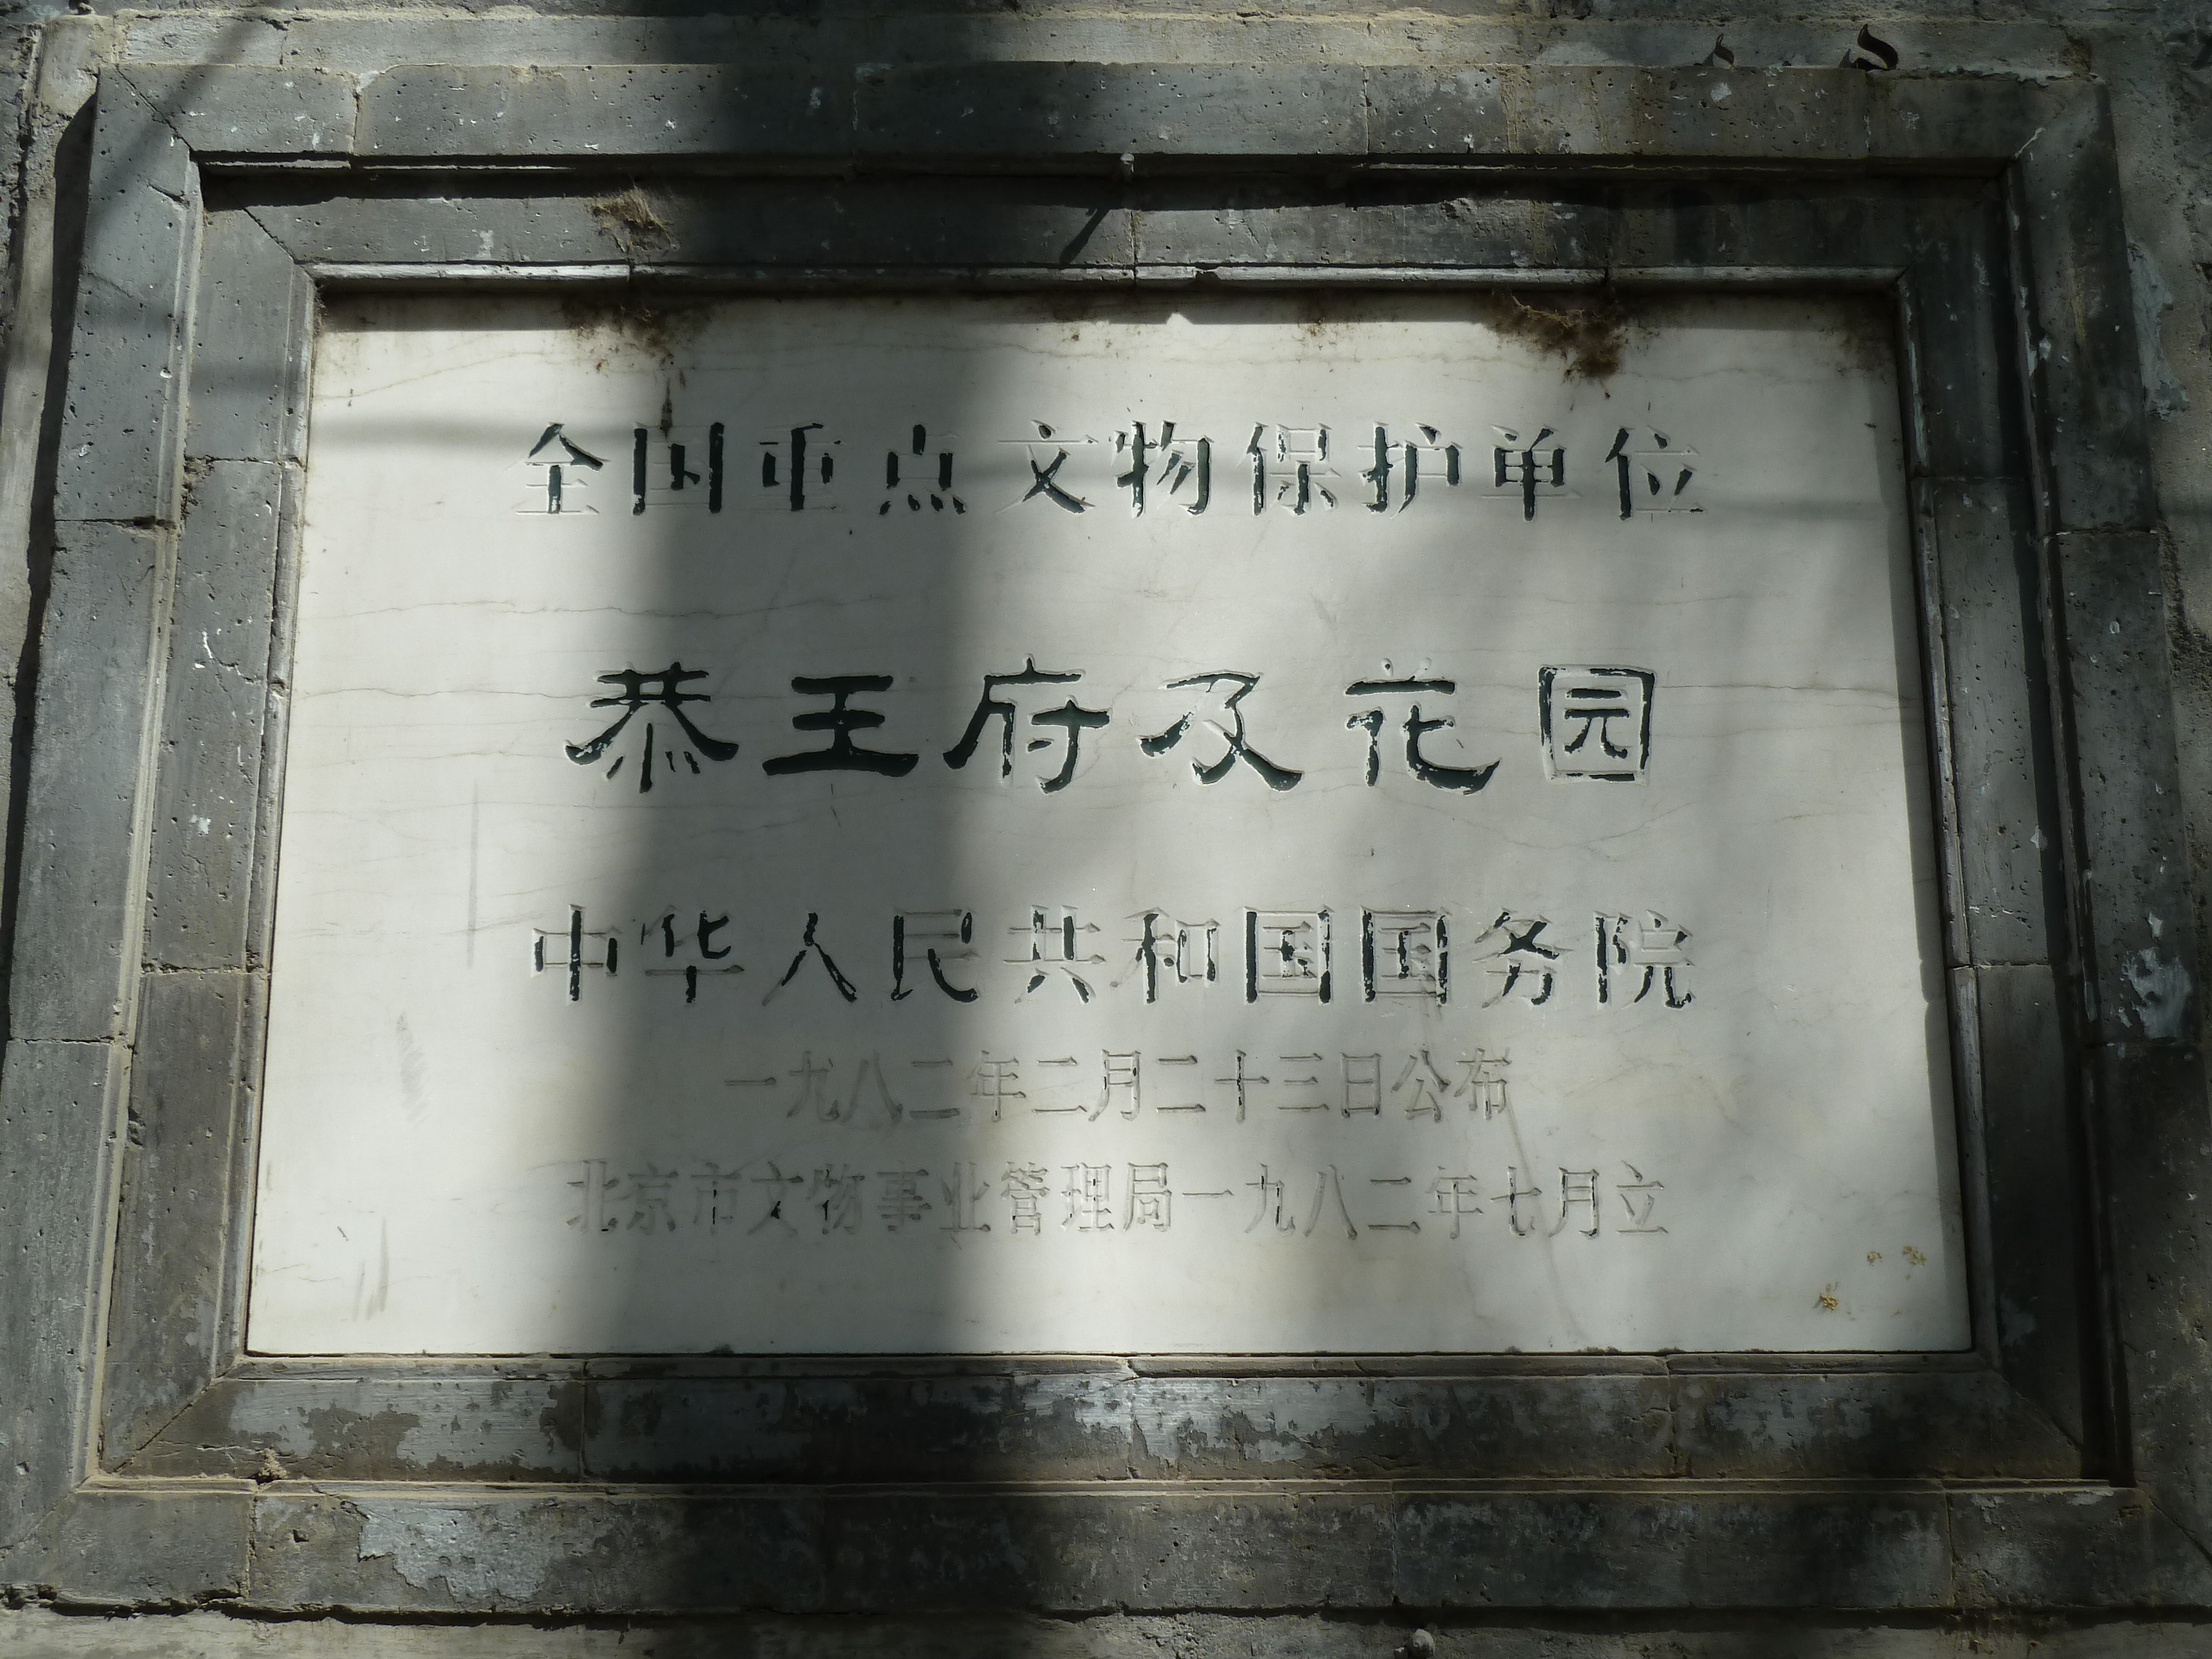 全国重点文物保护单位
恭王府及花园
中华人民共和国国务院
一九八二年二月二十三日公布
北京市文物事业管理局一九八二年七月立